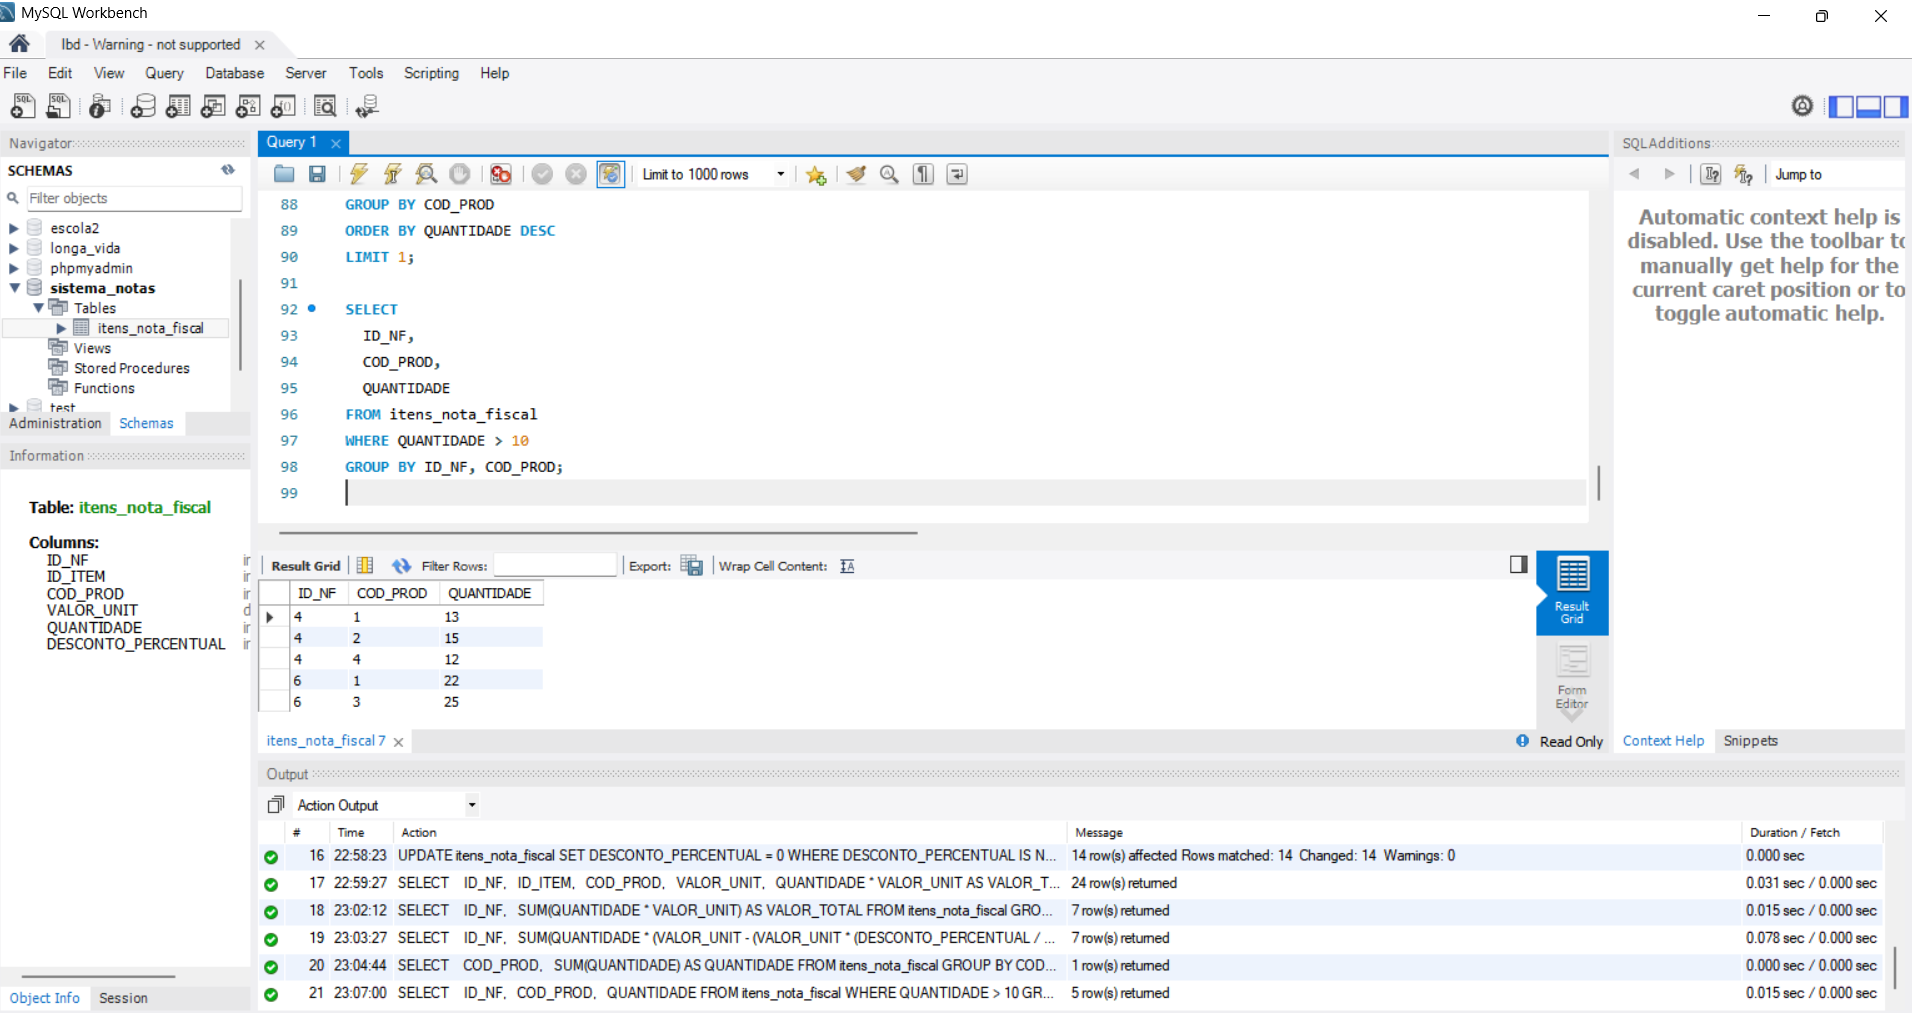 MySQL Workbench
lbd - Warning - not supported
File Edit View Query Database Server Tools Scripting Help
Navigator
SCHEMAS
Filter objects
escola2
longa_vida
phpmyadmin
sistema_notas
Tables
itens_nota_fiscal
Views
Stored Procedures
Functions
test
Administration Schemas
Information
Table: itens_nota_fiscal
Columns:
ID_NF
ID_ITEM
COD_PROD
VALOR_UNIT
QUANTIDADE
DESCONTO_PERCENTUAL
Object Info Session
Query 1
Limit to 1000 rows
88 GROUP BY COD_PROD
89 ORDER BY QUANTIDADE DESC
90 LIMIT 1;
91
92 SELECT
93 ID_NF,
94 COD_PROD,
95 QUANTIDADE
96 FROM itens_nota_fiscal
97 WHERE QUANTIDADE > 10
98 GROUP BY ID_NF, COD_PROD;
99
Result Grid Filter Rows: Export: Wrap Cell Content:
ID_NF COD_PROD QUANTIDADE
4 1 13
4 2 15
4 4 12
6 1 22
6 3 25
Result
Grid
Form
Editor
itens_nota_fiscal 7
Read Only
SQLAdditions
Jump to
Automatic context help is
disabled. Use the toolbar to
manually get help for the
current caret position or to
toggle automatic help.
Context Help Snippets
Output
Action Output
# Time Action Message Duration / Fetch
16 22:58:23 UPDATE itens_nota_fiscal SET DESCONTO_PERCENTUAL = 0 WHERE DESCONTO_PERCENTUAL IS N... 14 row(s) affected Rows matched: 14 Changed: 14 Warnings: 0 0.000 sec
17 22:59:27 SELECT ID_NF, ID_ITEM, COD_PROD, VALOR_UNIT, QUANTIDADE * VALOR_UNIT AS VALOR_T... 24 row(s) returned 0.031 sec / 0.000 sec
18 23:02:12 SELECT ID_NF, SUM(QUANTIDADE * VALOR_UNIT) AS VALOR_TOTAL FROM itens_nota_fiscal GRO... 7 row(s) returned 0.015 sec / 0.000 sec
19 23:03:27 SELECT ID_NF, SUM(QUANTIDADE * (VALOR_UNIT - (VALOR_UNIT * (DESCONTO_PERCENTUAL / ... 7 row(s) returned 0.078 sec / 0.000 sec
20 23:04:44 SELECT COD_PROD, SUM(QUANTIDADE) AS QUANTIDADE FROM itens_nota_fiscal GROUP BY COD... 1 row(s) returned 0.000 sec / 0.000 sec
21 23:07:00 SELECT ID_NF, COD_PROD, QUANTIDADE FROM itens_nota_fiscal WHERE QUANTIDADE > 10 GR... 5 row(s) returned 0.015 sec / 0.000 sec